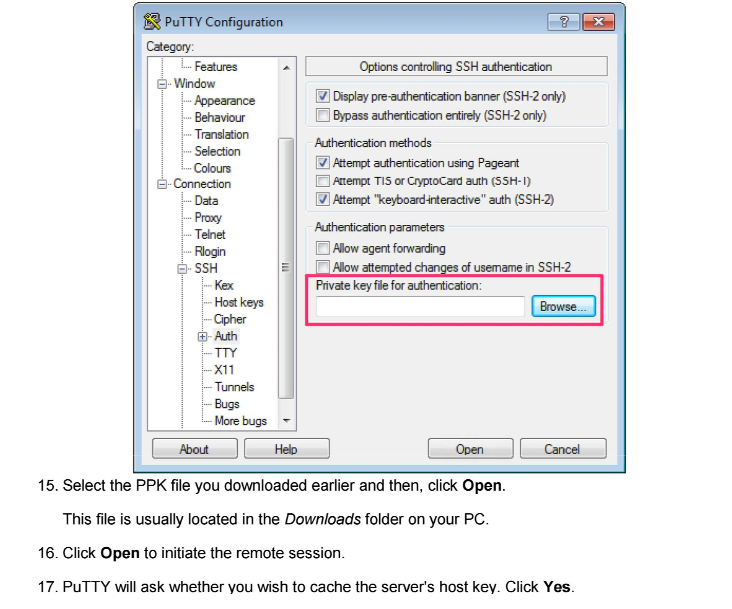 PuTTY Configuration
Category:
Features
Window
Appearance
Behaviour
Translation
Selection
Colours
Connection
Data
Proxy
Telnet
Rlogin
SSH
Kex
Host keys
Cipher
Auth
TTY
X11
Tunnels
Bugs
More bugs
Options controlling SSH authentication
Display pre-authentication banner (SSH-2 only)
Bypass authentication entirely (SSH-2 only)
Authentication methods
Attempt authentication using Pageant
Attempt TIS or CryptoCard auth (SSH-1)
Attempt "keyboard-interactive" auth (SSH-2)
Authentication parameters
Allow agent forwarding
Allow attempted changes of username in SSH-2
Private key file for authentication:
Browse...
About
Help
Open
Cancel
15. Select the PPK file you downloaded earlier and then, click Open.
This file is usually located in the Downloads folder on your PC.
16. Click Open to initiate the remote session.
17. PuTTY will ask whether you wish to cache the server's host key. Click Yes.